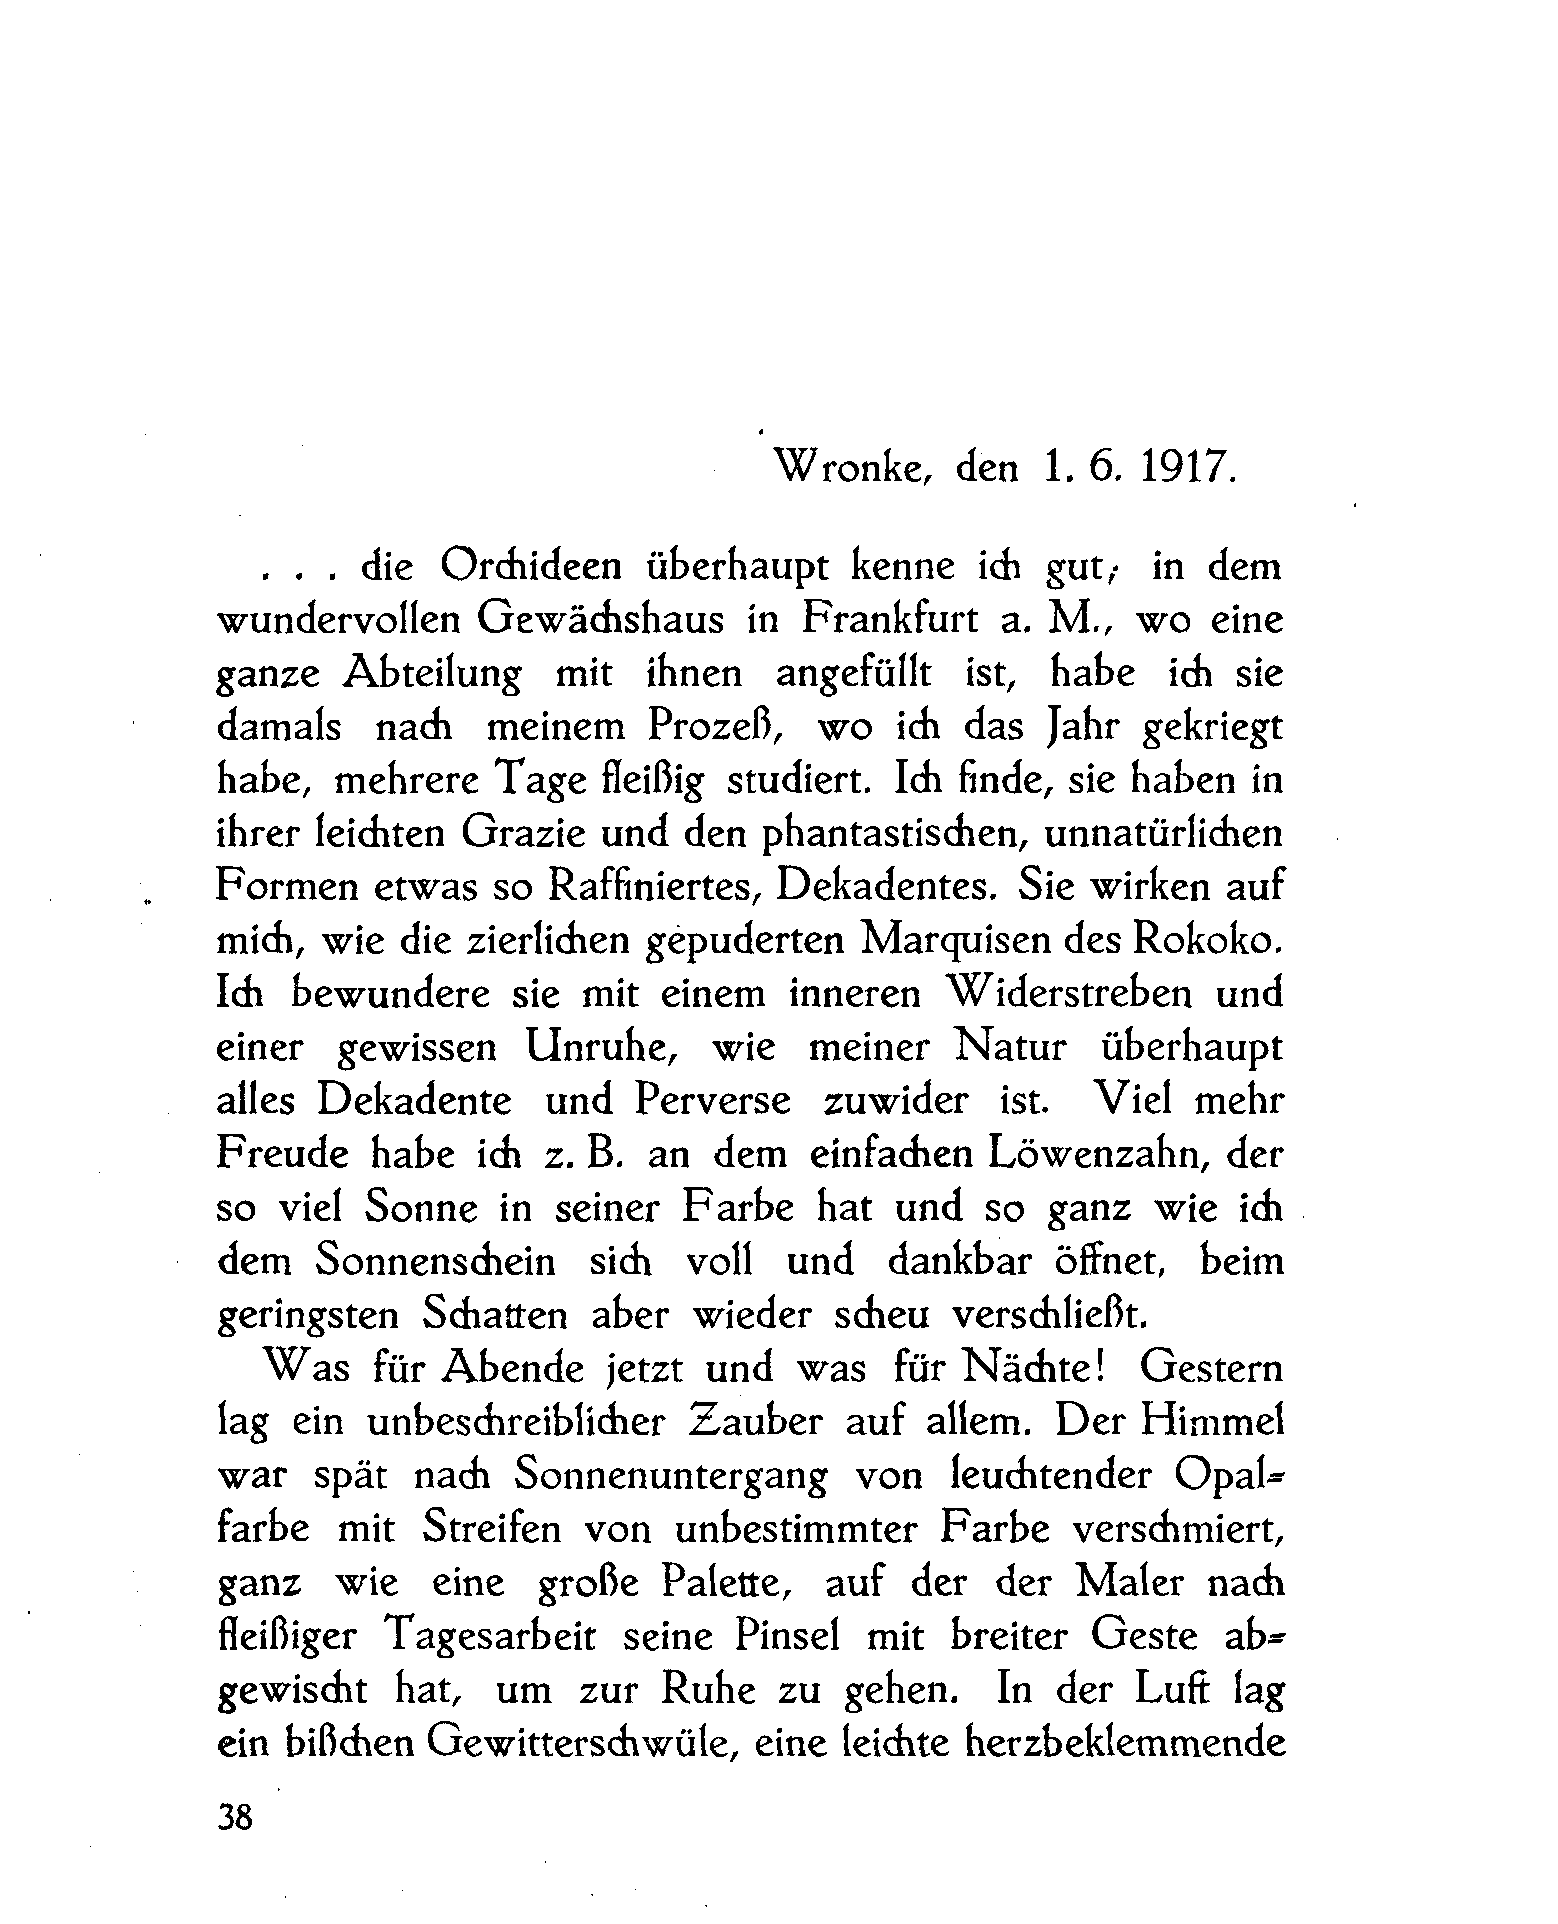 Wronke, den 1. 6. 1917.
. . . die Orchideen überhaupt kenne ich gut; in dem
wundervollen Gewächshaus in Frankfurt a. M., wo eine
ganze Abteilung mit ihnen angefüllt ist, habe ich sie
damals nach meinem Prozeß, wo ich das Jahr gekriegt
habe, mehrere Tage fleißig studiert. Ich finde, sie haben in
ihrer leichten Grazie und den phantastischen, unnatürlichen
Formen etwas so Raffiniertes, Dekadentes. Sie wirken auf
mich, wie die zierlichen gepuderten Marquisen des Rokoko.
Ich bewundere sie mit einem inneren Widerstreben und
einer gewissen Unruhe, wie meiner Natur überhaupt
alles Dekadente und Perverse zuwider ist. Viel mehr
Freude habe ich z. B. an dem einfachen Löwenzahn, der
so viel Sonne in seiner Farbe hat und so ganz wie ich
dem Sonnenschein sich voll und dankbar öffnet, beim
geringsten Schatten aber wieder scheu verschließt.
Was für Abende jetzt und was für Nächte! Gestern
lag ein unbeschreiblicher Zauber auf allem. Der Himmel
war spät nach Sonnenuntergang von leuchtender Opal-
farbe mit Streifen von unbestimmter Farbe verschmiert,
ganz wie eine große Palette, auf der der Maler nach
fleißiger Tagesarbeit seine Pinsel mit breiter Geste ab-
gewischt hat, um zur Ruhe zu gehen. In der Luft lag
ein bißchen Gewitterschwüle, eine leichte herzbeklemmende
38